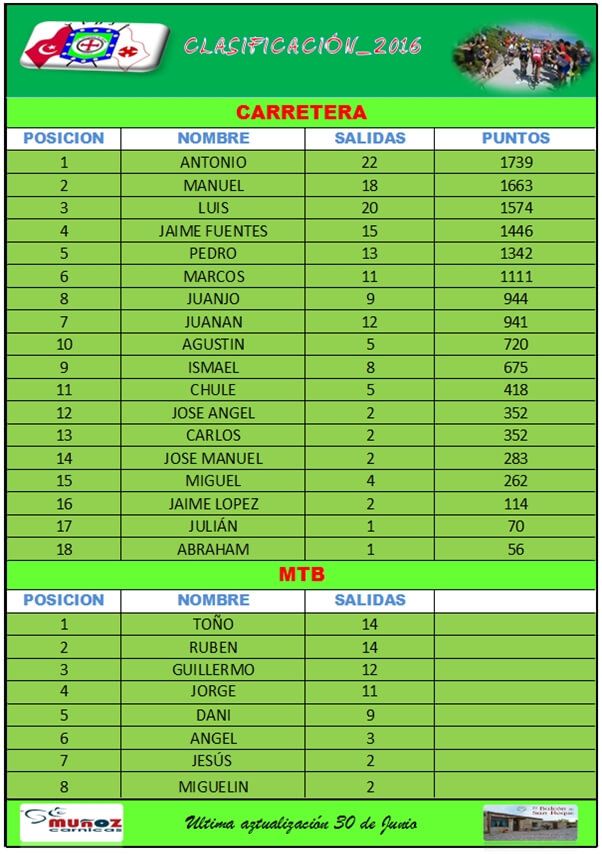 CLASIFICACIÓN_2016
CARRETERA
POSICION NOMBRE SALIDAS PUNTOS
1 ANTONIO 22 1739
2 MANUEL 18 1663
3 LUIS 20 1574
4 JAIME FUENTES 15 1446
5 PEDRO 13 1342
6 MARCOS 11 1111
8 JUANJO 9 944
7 JUANAN 12 941
10 AGUSTIN 5 720
9 ISMAEL 8 675
11 CHULE 5 418
12 JOSE ANGEL 2 352
13 CARLOS 2 352
14 JOSE MANUEL 2 283
15 MIGUEL 4 262
16 JAIME LOPEZ 2 114
17 JULIÁN 1 70
18 ABRAHAM 1 56
MTB
POSICION NOMBRE SALIDAS
1 TOÑO 14
2 RUBEN 14
3 GUILLERMO 12
4 JORGE 11
5 DANI 9
6 ANGEL 3
7 JESÚS 2
8 MIGUELIN 2
MUÑOZ
carnicas
Ultima aztualización 30 de Junio
El Balcón de
San Roque